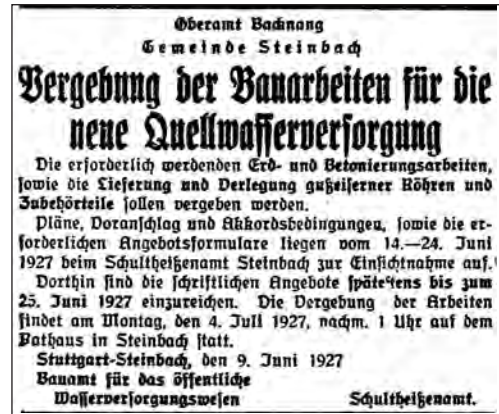 Oberamt Backnang
Gemeinde Steinbach
Vergebung der Bauarbeiten für die
neue Quellwasserversorgung
Die erforderlich werdenden Erd- und Betonierungsarbeiten,
sowie die Lieferung und Verlegung gußeiserner Röhren und
Zubehörteile sollen vergeben werden.
Pläne, Voranschlag und Akkordsbedingungen, sowie die er-
forderlichen Angebotsformulare liegen vom 14.—24. Juni
1927 beim Schultheißenamt Steinbach zur Einsichtnahme auf.
Dorthin sind die schriftlichen Angebote spätestens bis zum
25. Juni 1927 einzureichen. Die Vergebung der Arbeiten
findet am Montag, den 4. Juli 1927, nachm. 1 Uhr auf dem
Rathaus in Steinbach statt.
Stuttgart-Steinbach, den 9. Juni 1927
Bauamt für das öffentliche
Wasserversorgungswesen Schultheißenamt.